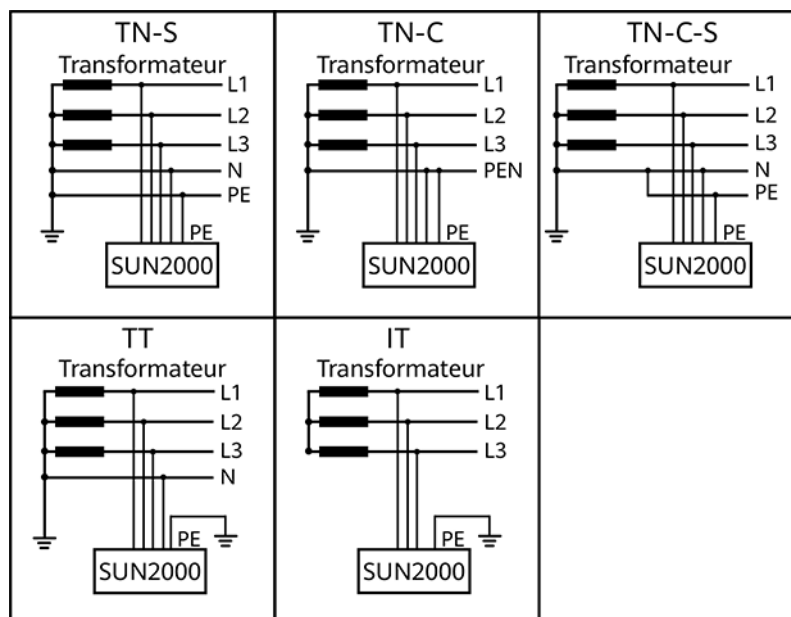 TN-S
Transformateur
L1
L2
L3
N
PE
PE
SUN2000
TN-C
Transformateur
L1
L2
L3
PEN
PE
SUN2000
TN-C-S
Transformateur
L1
L2
L3
N
PE
PE
SUN2000
TT
Transformateur
L1
L2
L3
N
PE
SUN2000
IT
Transformateur
L1
L2
L3
PE
SUN2000